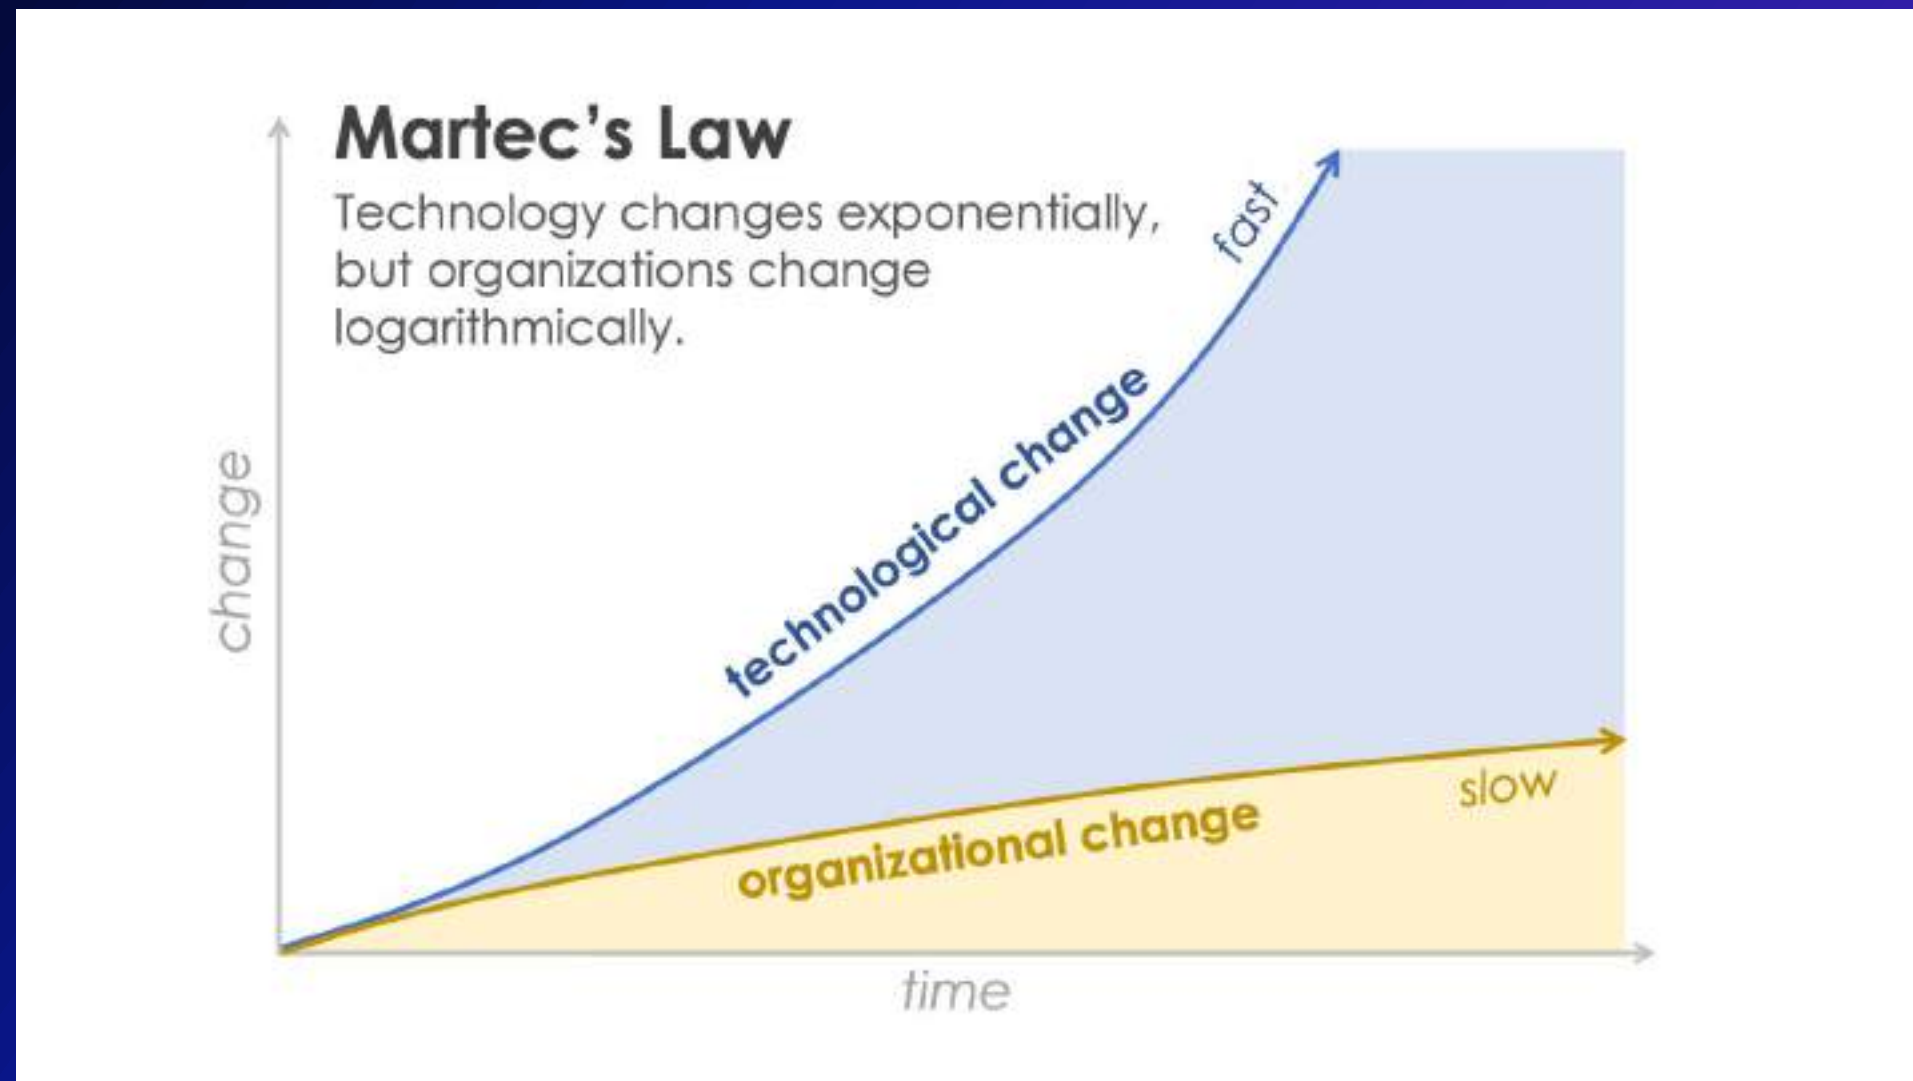 Martec’s Law
Technology changes exponentially,
but organizations change
logarithmically.
fast
technological change
change
organizational change
slow
time